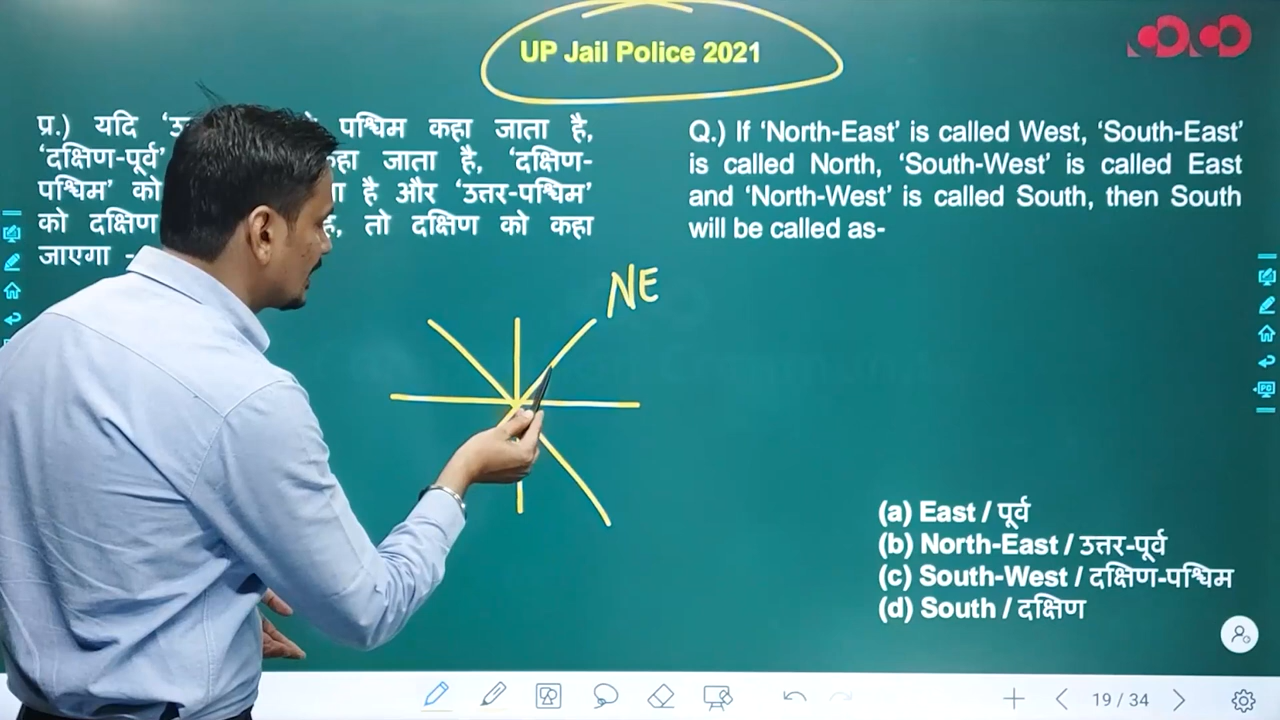 UP Jail Police 2021
प्र.) यदि पश्चिम कहा जाता है,
'दक्षिण-पूर्व' जाता है, 'दक्षिण-
पश्चिम' को है और 'उत्तर-पश्चिम'
को दक्षिण तो दक्षिण को कहा
जाएगा -
Q.) If 'North-East' is called West, 'South-East'
is called North, 'South-West' is called East
and 'North-West' is called South, then South
will be called as-
NE
(a) East / पूर्व
(b) North-East / उत्तर-पूर्व
(c) South-West / दक्षिण-पश्चिम
(d) South / दक्षिण
19 / 34